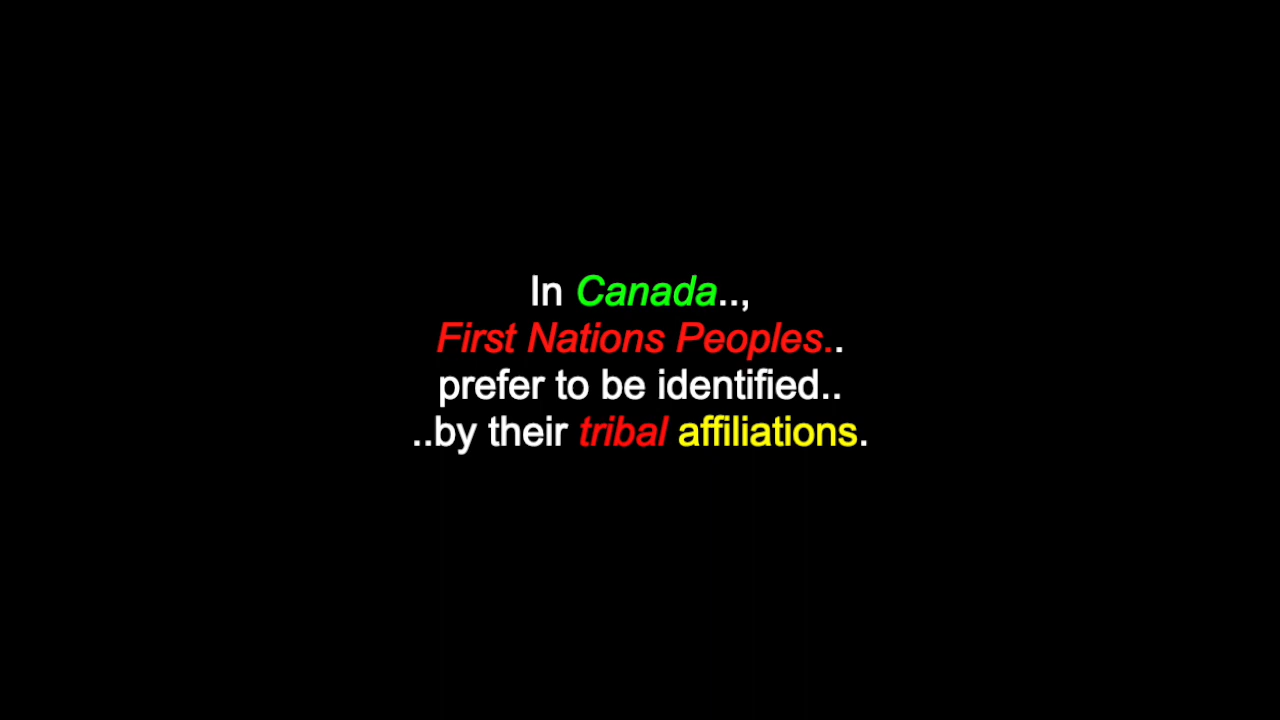 In Canada..,
First Nations Peoples..
prefer to be identified..
..by their tribal affiliations.